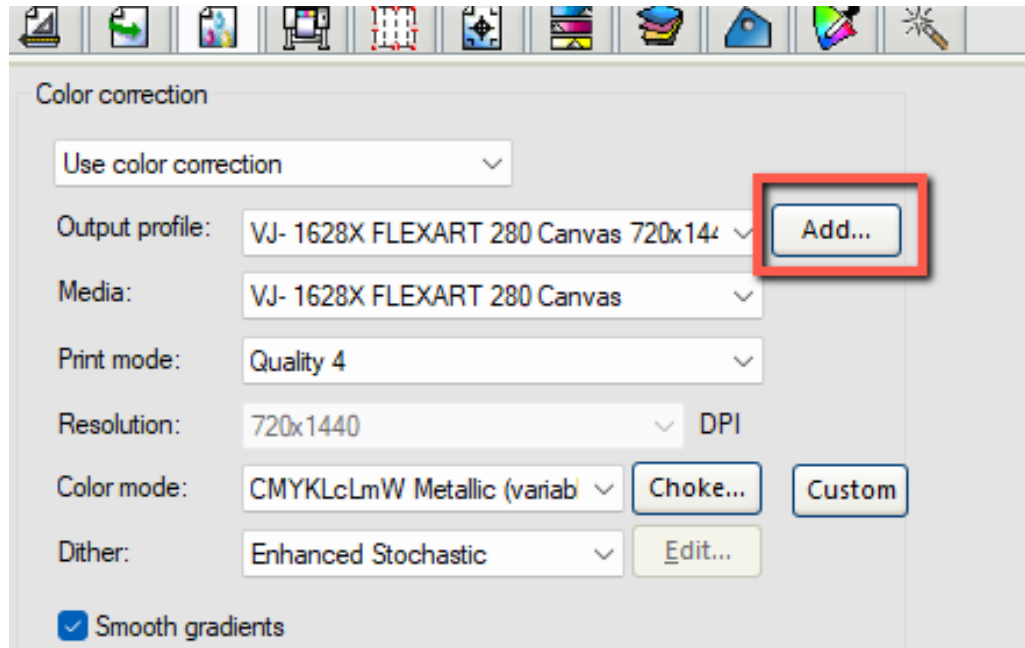 Color correction
Use color correction
Output profile: VJ- 1628X FLEXART 280 Canvas 720x144 Add...
Media: VJ- 1628X FLEXART 280 Canvas
Print mode: Quality 4
Resolution: 720x1440 DPI
Color mode: CMYKLcLmW Metallic (variabl Choke... Custom
Dither: Enhanced Stochastic Edit...
Smooth gradients